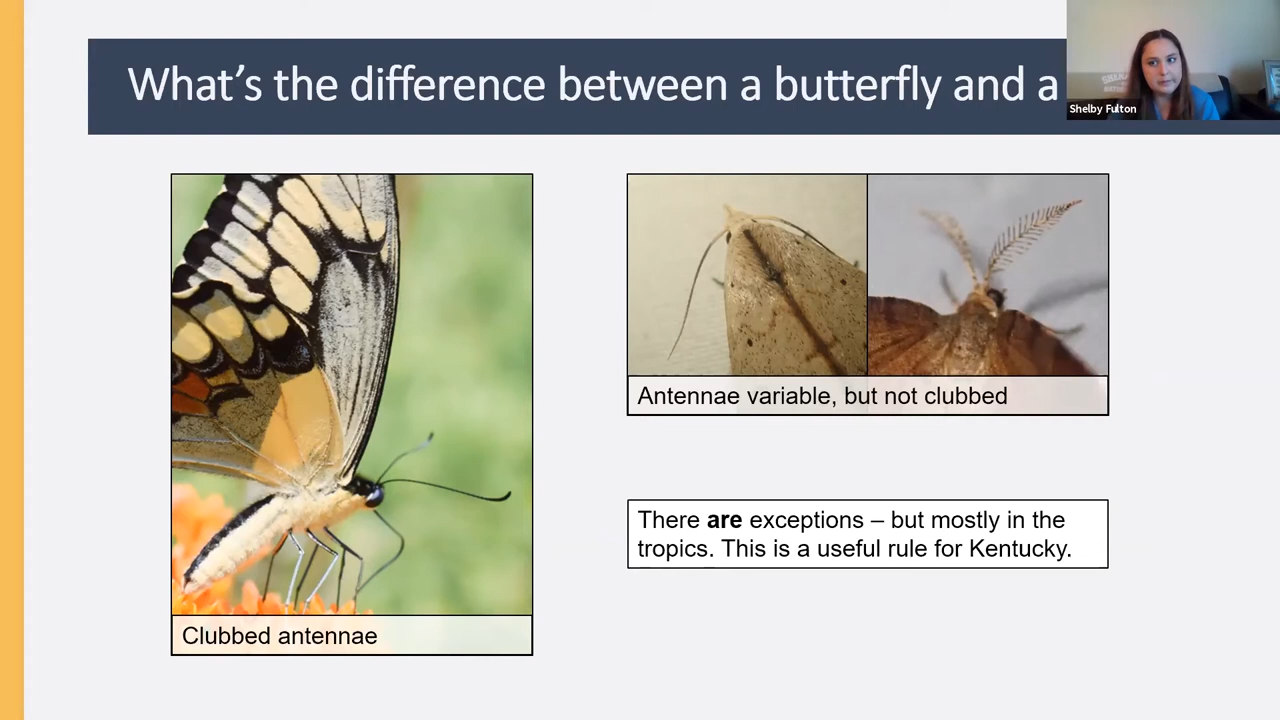 What's the difference between a butterfly and a
Shelby Fulton
Antennae variable, but not clubbed
There are exceptions – but mostly in the
tropics. This is a useful rule for Kentucky.
Clubbed antennae